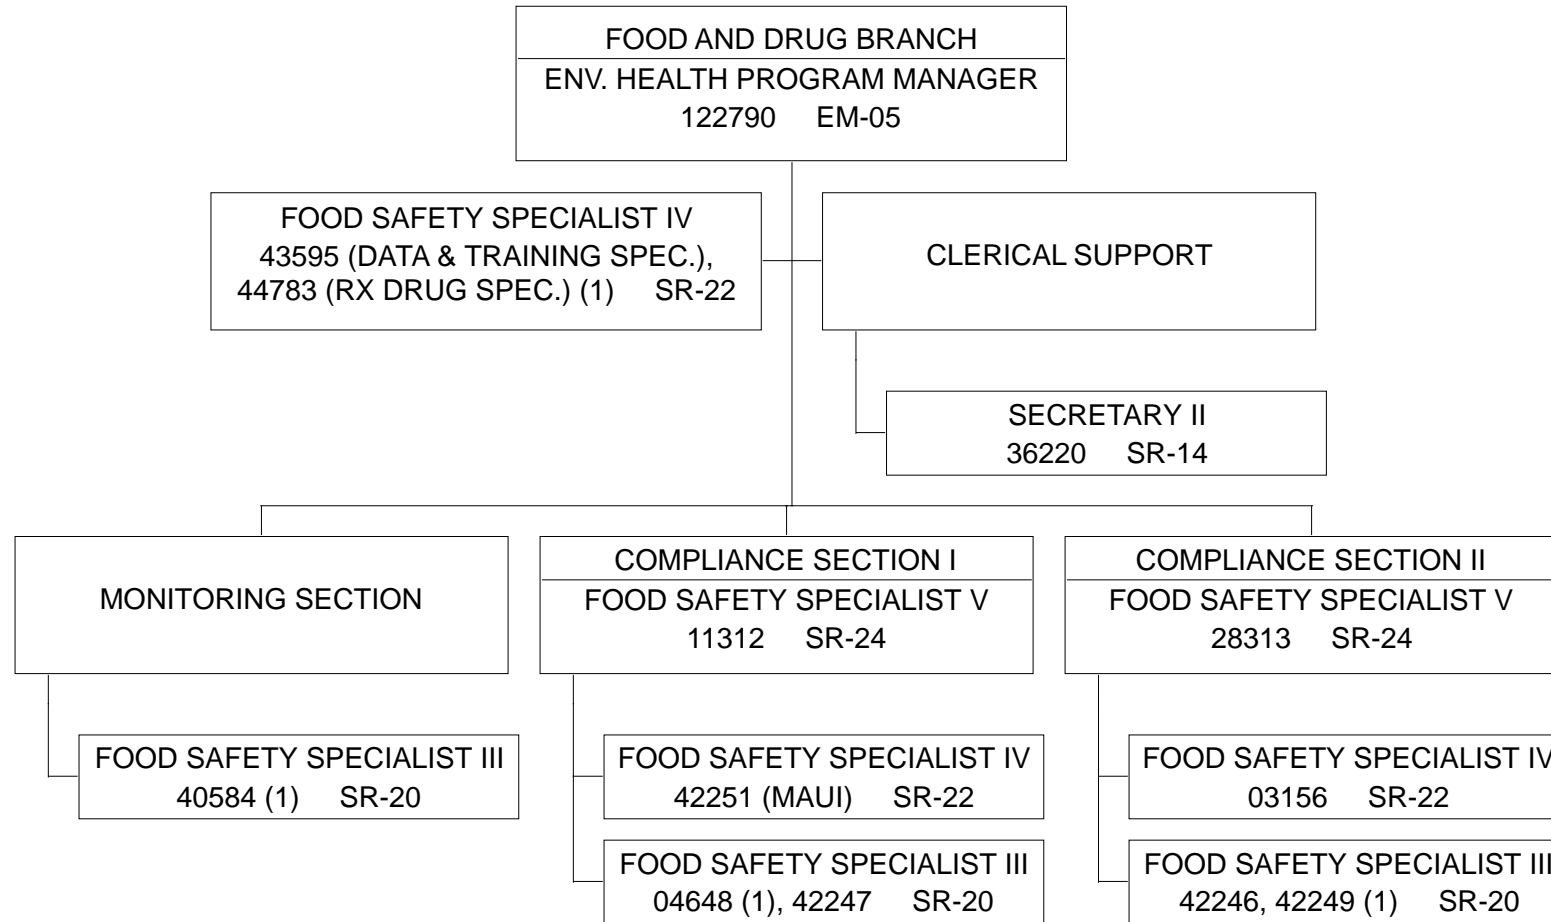 FOOD AND DRUG BRANCH
ENV. HEALTH PROGRAM MANAGER
122790 EM-05
FOOD SAFETY SPECIALIST IV
43595 (DATA & TRAINING SPEC.),
44783 (RX DRUG SPEC.) (1) SR-22
CLERICAL SUPPORT
SECRETARY II
36220 SR-14
MONITORING SECTION
FOOD SAFETY SPECIALIST III
40584 (1) SR-20
COMPLIANCE SECTION I
FOOD SAFETY SPECIALIST V
11312 SR-24
FOOD SAFETY SPECIALIST IV
42251 (MAUI) SR-22
FOOD SAFETY SPECIALIST III
04648 (1), 42247 SR-20
COMPLIANCE SECTION II
FOOD SAFETY SPECIALIST V
28313 SR-24
FOOD SAFETY SPECIALIST IV
03156 SR-22
FOOD SAFETY SPECIALIST III
42246, 42249 (1) SR-20